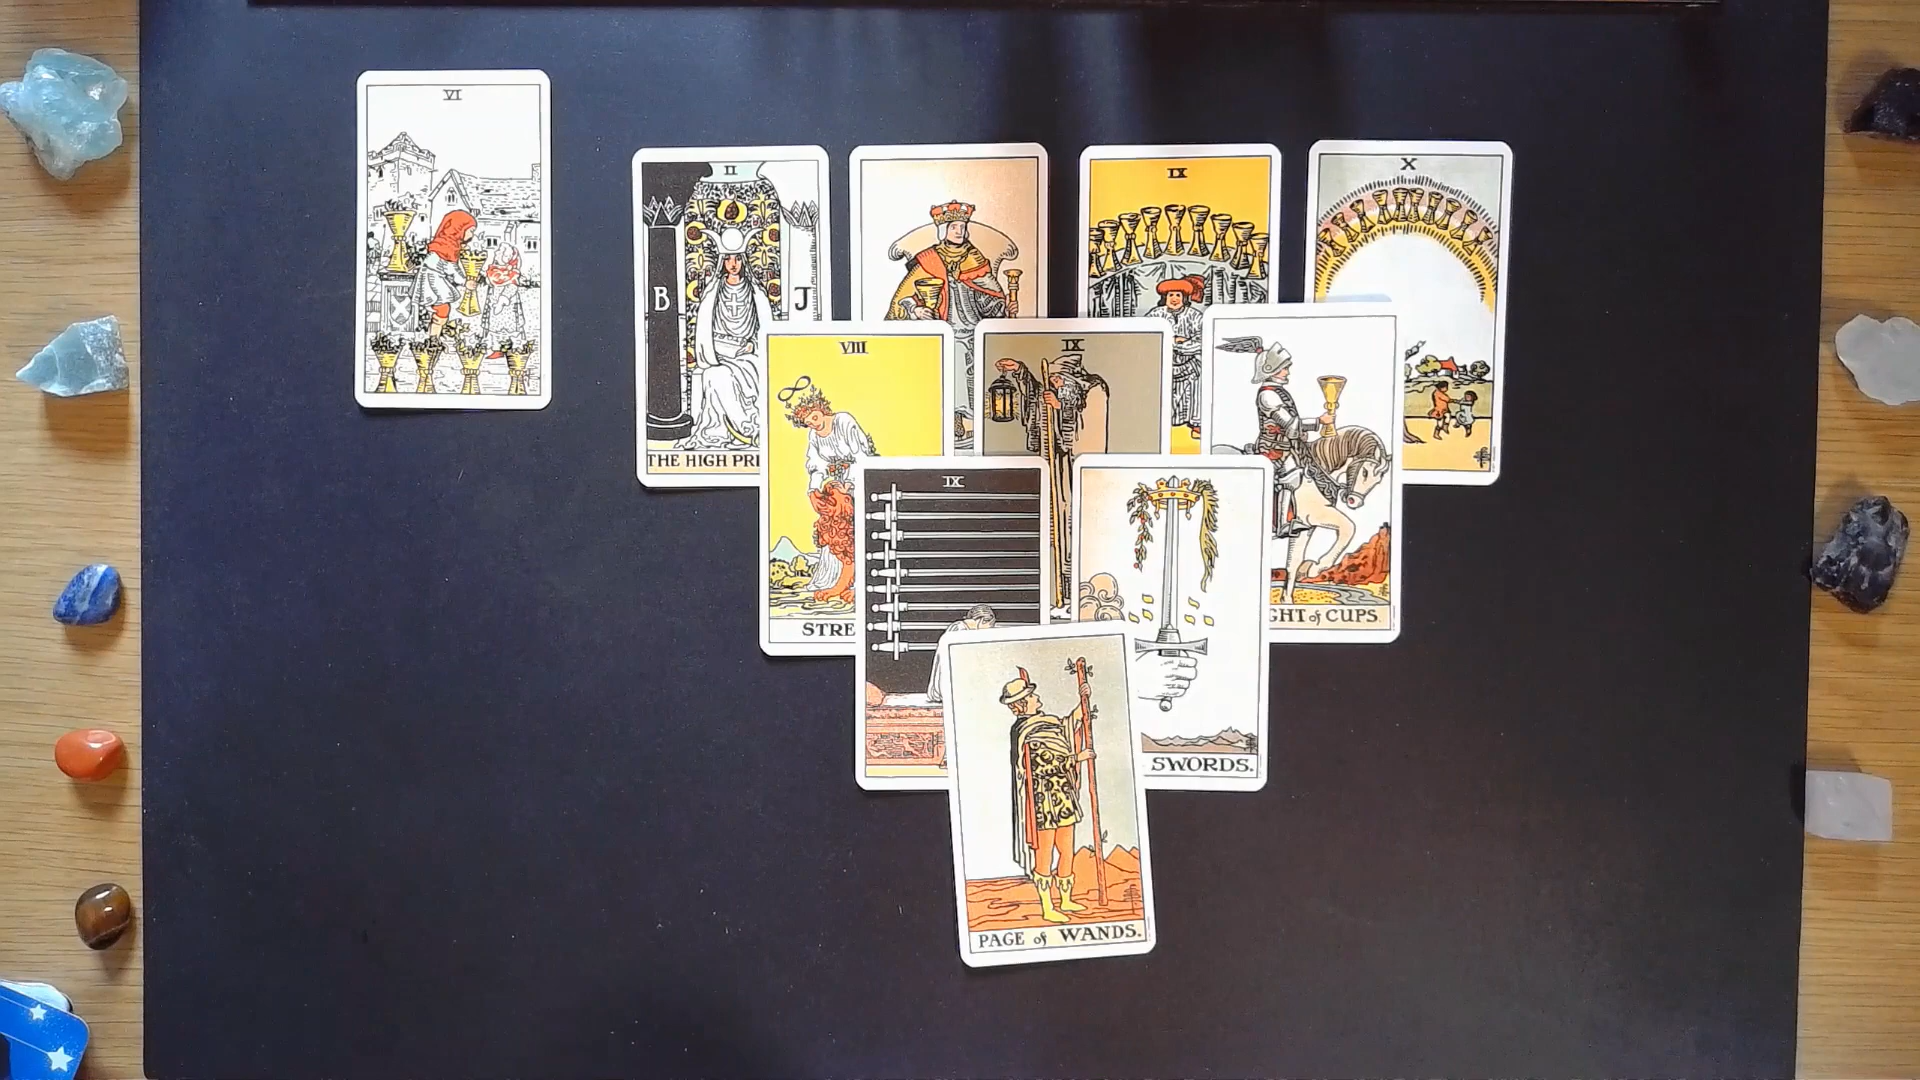 VI
II
B J
THE HIGH PRI
IX
X
VIII
STRE
IX
GHT of CUPS.
IX
SWORDS.
PAGE of WANDS.